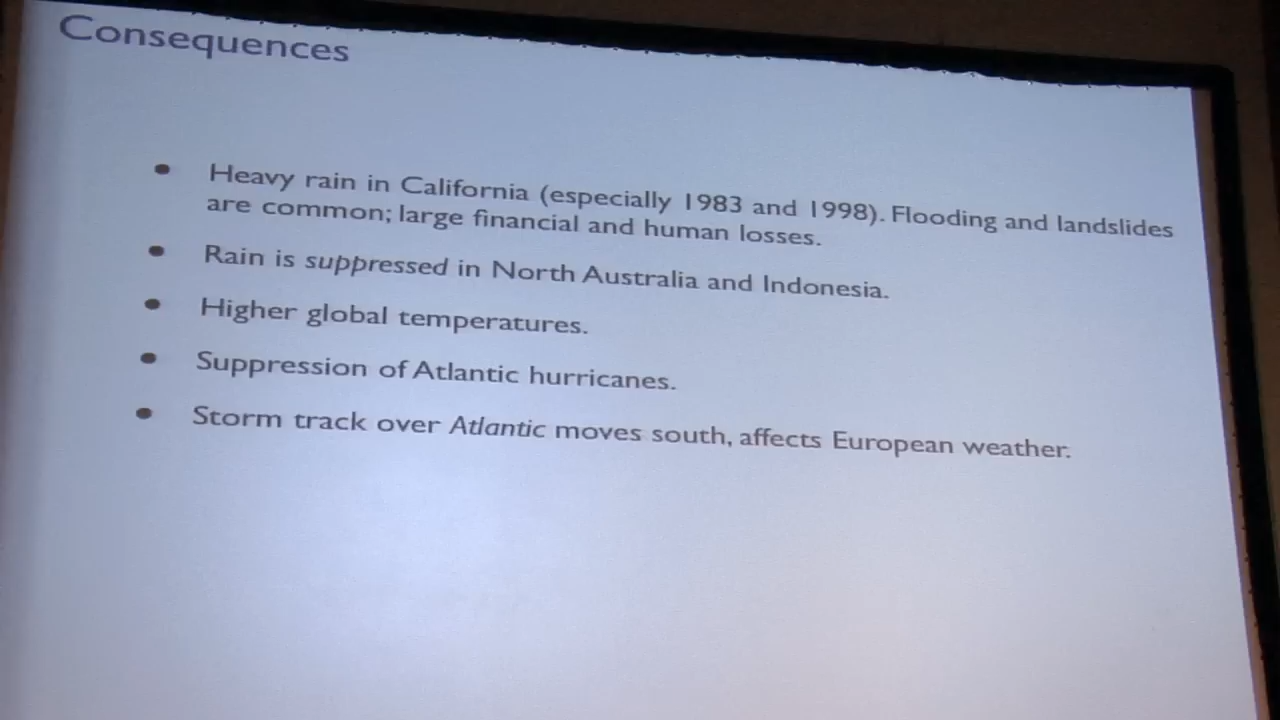 Consequences
Heavy rain in California (especially 1983 and 1998). Flooding and landslides
are common; large financial and human losses.
Rain is suppressed in North Australia and Indonesia.
Higher global temperatures.
Suppression of Atlantic hurricanes.
Storm track over Atlantic moves south, affects European weather.